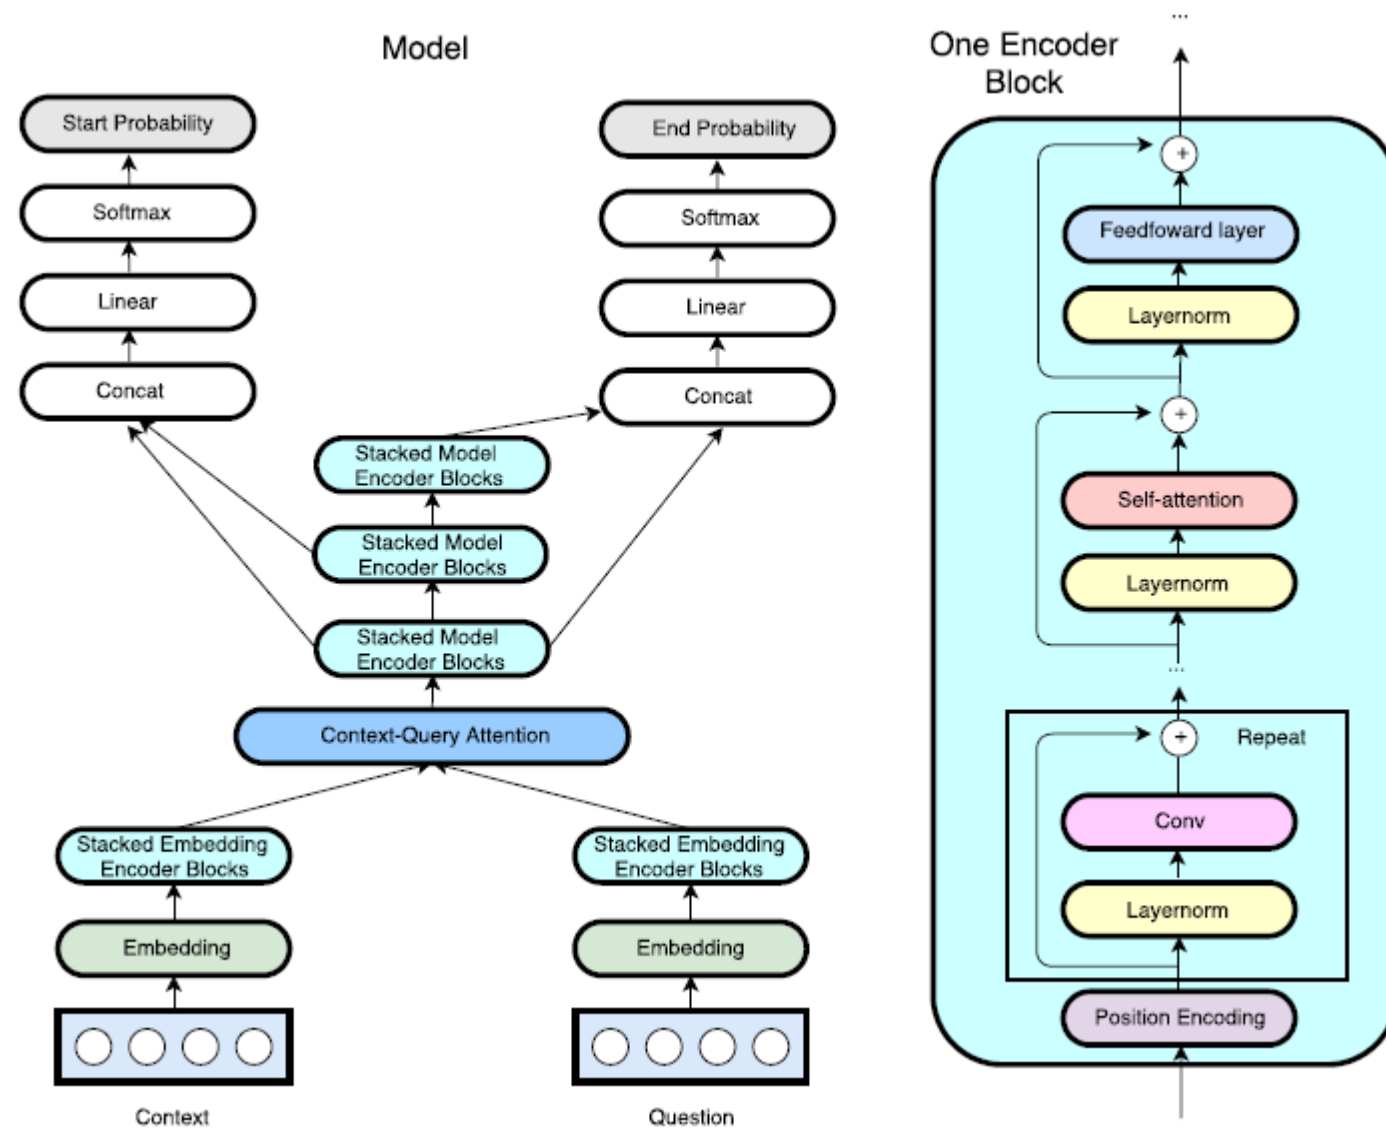 Model
Start Probability
Softmax
Linear
Concat
End Probability
Softmax
Linear
Concat
Stacked Model
Encoder Blocks
Stacked Model
Encoder Blocks
Stacked Model
Encoder Blocks
Context-Query Attention
Stacked Embedding
Encoder Blocks
Stacked Embedding
Encoder Blocks
Embedding
Embedding
Context
Question
One Encoder
Block
...
+
Feedfoward layer
Layernorm
+
Self-attention
Layernorm
...
+
Repeat
Conv
Layernorm
Position Encoding